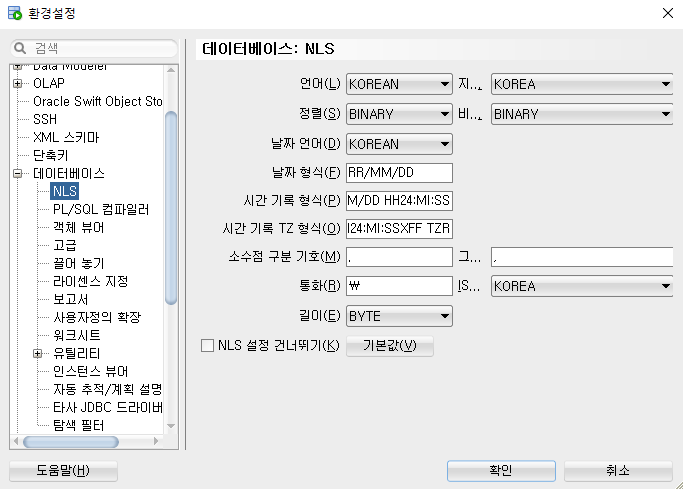 환경설정
검색
데이터베이스: NLS
Data Modeler
OLAP
Oracle Swift Object Sto
SSH
XML 스키마
단축키
데이터베이스
NLS
PL/SQL 컴파일러
객체 뷰어
고급
끌어 놓기
라이센스 지정
보고서
사용자정의 확장
워크시트
유틸리티
인스턴스 뷰어
자동 추적/계획 설명
타사 JDBC 드라이버
탐색 필터
언어(L) KOREAN 지... KOREA
정렬(S) BINARY 비... BINARY
날짜 언어(D) KOREAN
날짜 형식(F) RR/MM/DD
시간 기록 형식(P) M/DD HH24:MI:SS
시간 기록 TZ 형식(O) I24:MI:SSXFF TZR
소수점 구분 기호(M) . 그... ,
통화(R) ₩ IS... KOREA
길이(E) BYTE
NLS 설정 건너뛰기(K) 기본값(V)
도움말(H) 확인 취소